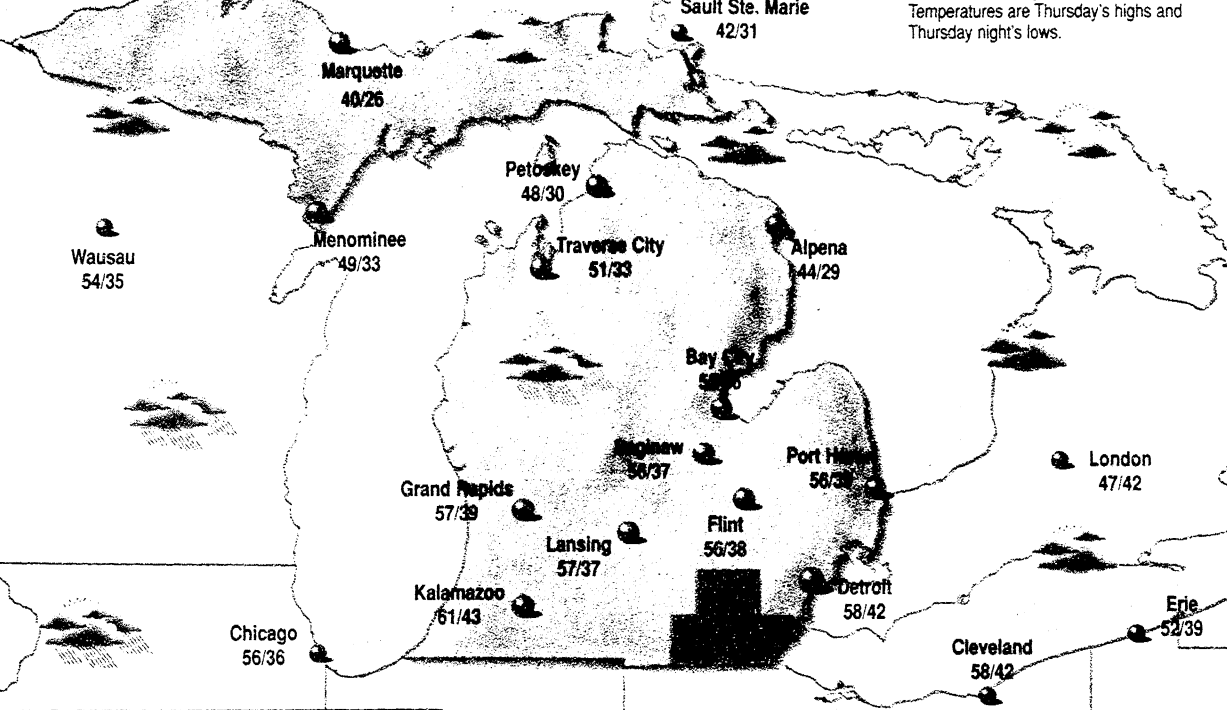 Sault Ste. Marie
42/31
Temperatures are Thursday's highs and
Thursday night's lows.
Marquette
40/26
Petoskey
48/30
Wausau
54/35
Menominee
49/33
Traverse City
51/33
Alpena
44/29
Bay City
Saginaw
58/37
Port
Grand Rapids
57/39
London
47/42
Flint
56/38
Lansing
57/37
Kalamazoo
61/43
Detroit
58/42
Chicago
56/36
Erie
52/39
Cleveland
58/42